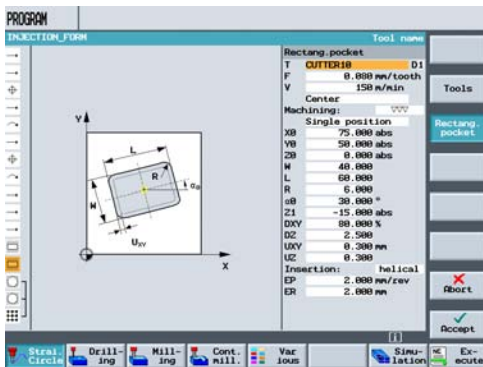 PROGRAM
INJECTION_FORM Tool name
Rectang.pocket
T CUTTER10 D1
F 0.080 mm/tooth
V 150 m/min
Center
Machining: ▽▽▽
Single position
X0 75.000 abs
Y0 50.000 abs
Z0 0.000 abs
W 40.000
L 60.000
R 6.000
α0 30.000 °
Z1 -15.000 abs
DXY 80.000 %
DZ 2.500
UXY 0.300 mm
UZ 0.300
Insertion: helical
EP 2.000 mm/rev
ER 2.000 mm
Y
L
R
α0
W
UXY
X
Tools
Rectang.
pocket
Abort
Accept
i
Strai.
Circle
Drill-
ing
Mill-
ing
Cont.
mill.
Var
ious
Simu-
lation
NC
Ex-
ecute